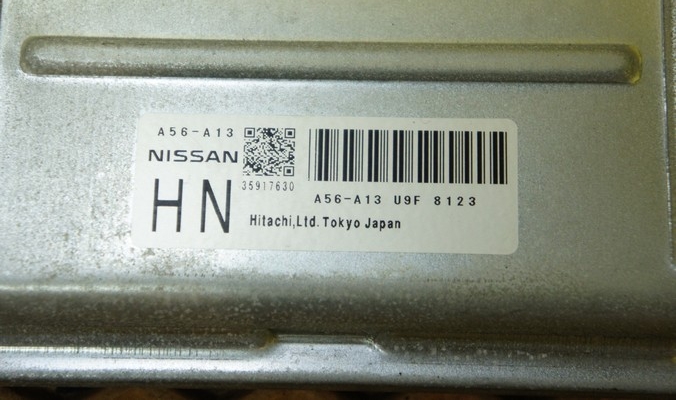 A56-A13
NISSAN
HN
35917630
A56-A13 U9F 8123
Hitachi,Ltd. Tokyo Japan